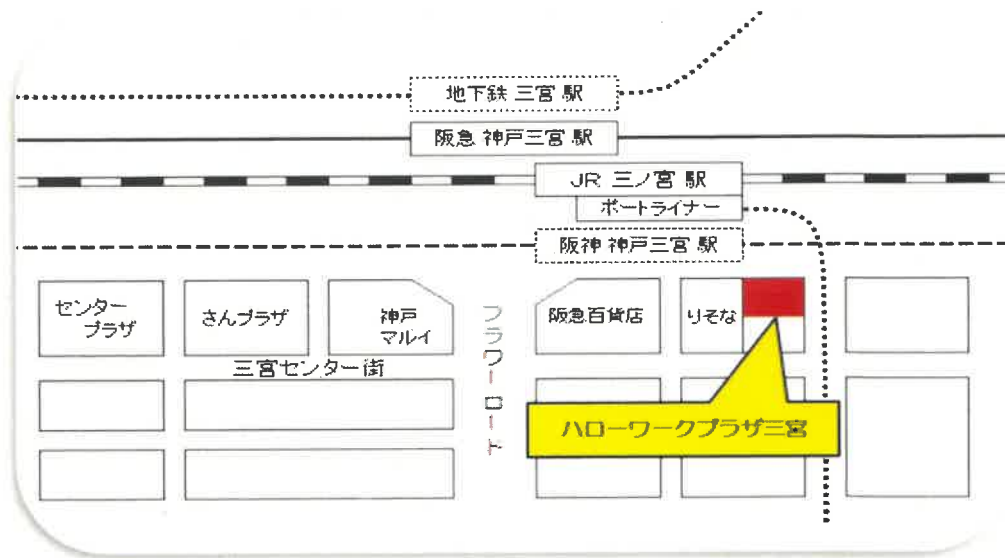 地下鉄 三宮 駅
阪急 神戸三宮 駅
JR 三ノ宮 駅
ポートライナー
阪神 神戸三宮 駅
センター
プラザ
さんプラザ
神戸
マルイ
フラワーロード
阪急百貨店
りそな
三宮センター街
ハローワークプラザ三宮